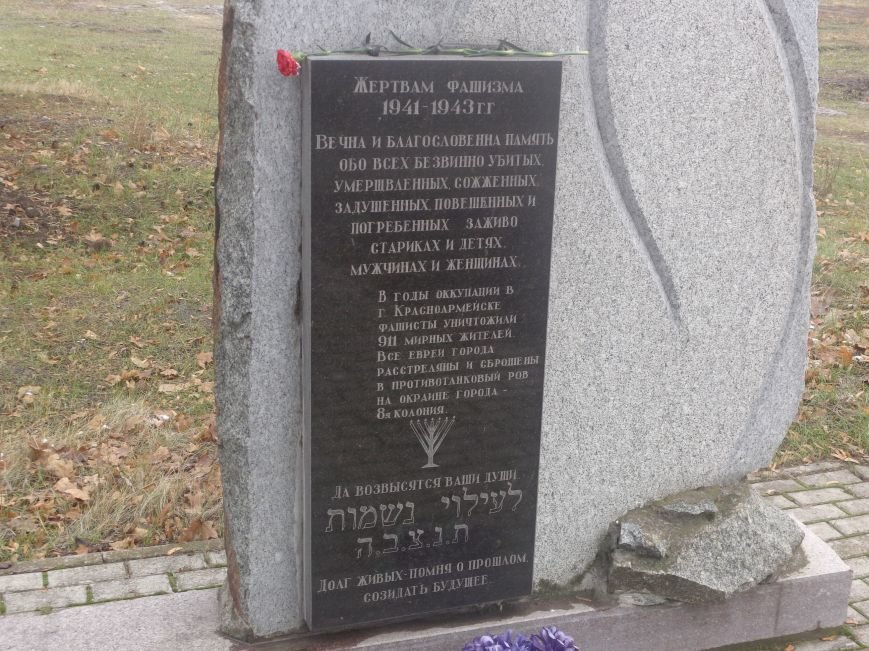 Жертвам фашизма
1941-1943гг
Вечна и благословенна память
обо всех безвинно убитых,
умерщвленных, сожженных,
задушенных, повешенных и
погребенных заживо
стариках и детях,
мужчинах и женщинах.
В годы оккупации в
г. Красноармейске
фашисты уничтожили
911 мирных жителей.
Все евреи города
расстреляны и сброшены
в противотанковый ров
на окраине города -
8я колония.
Да возвысятся ваши души
לעילוי נשמות
ת.נ.צ.ב.ה
Долг живых-помня о прошлом,
созидать будущее.